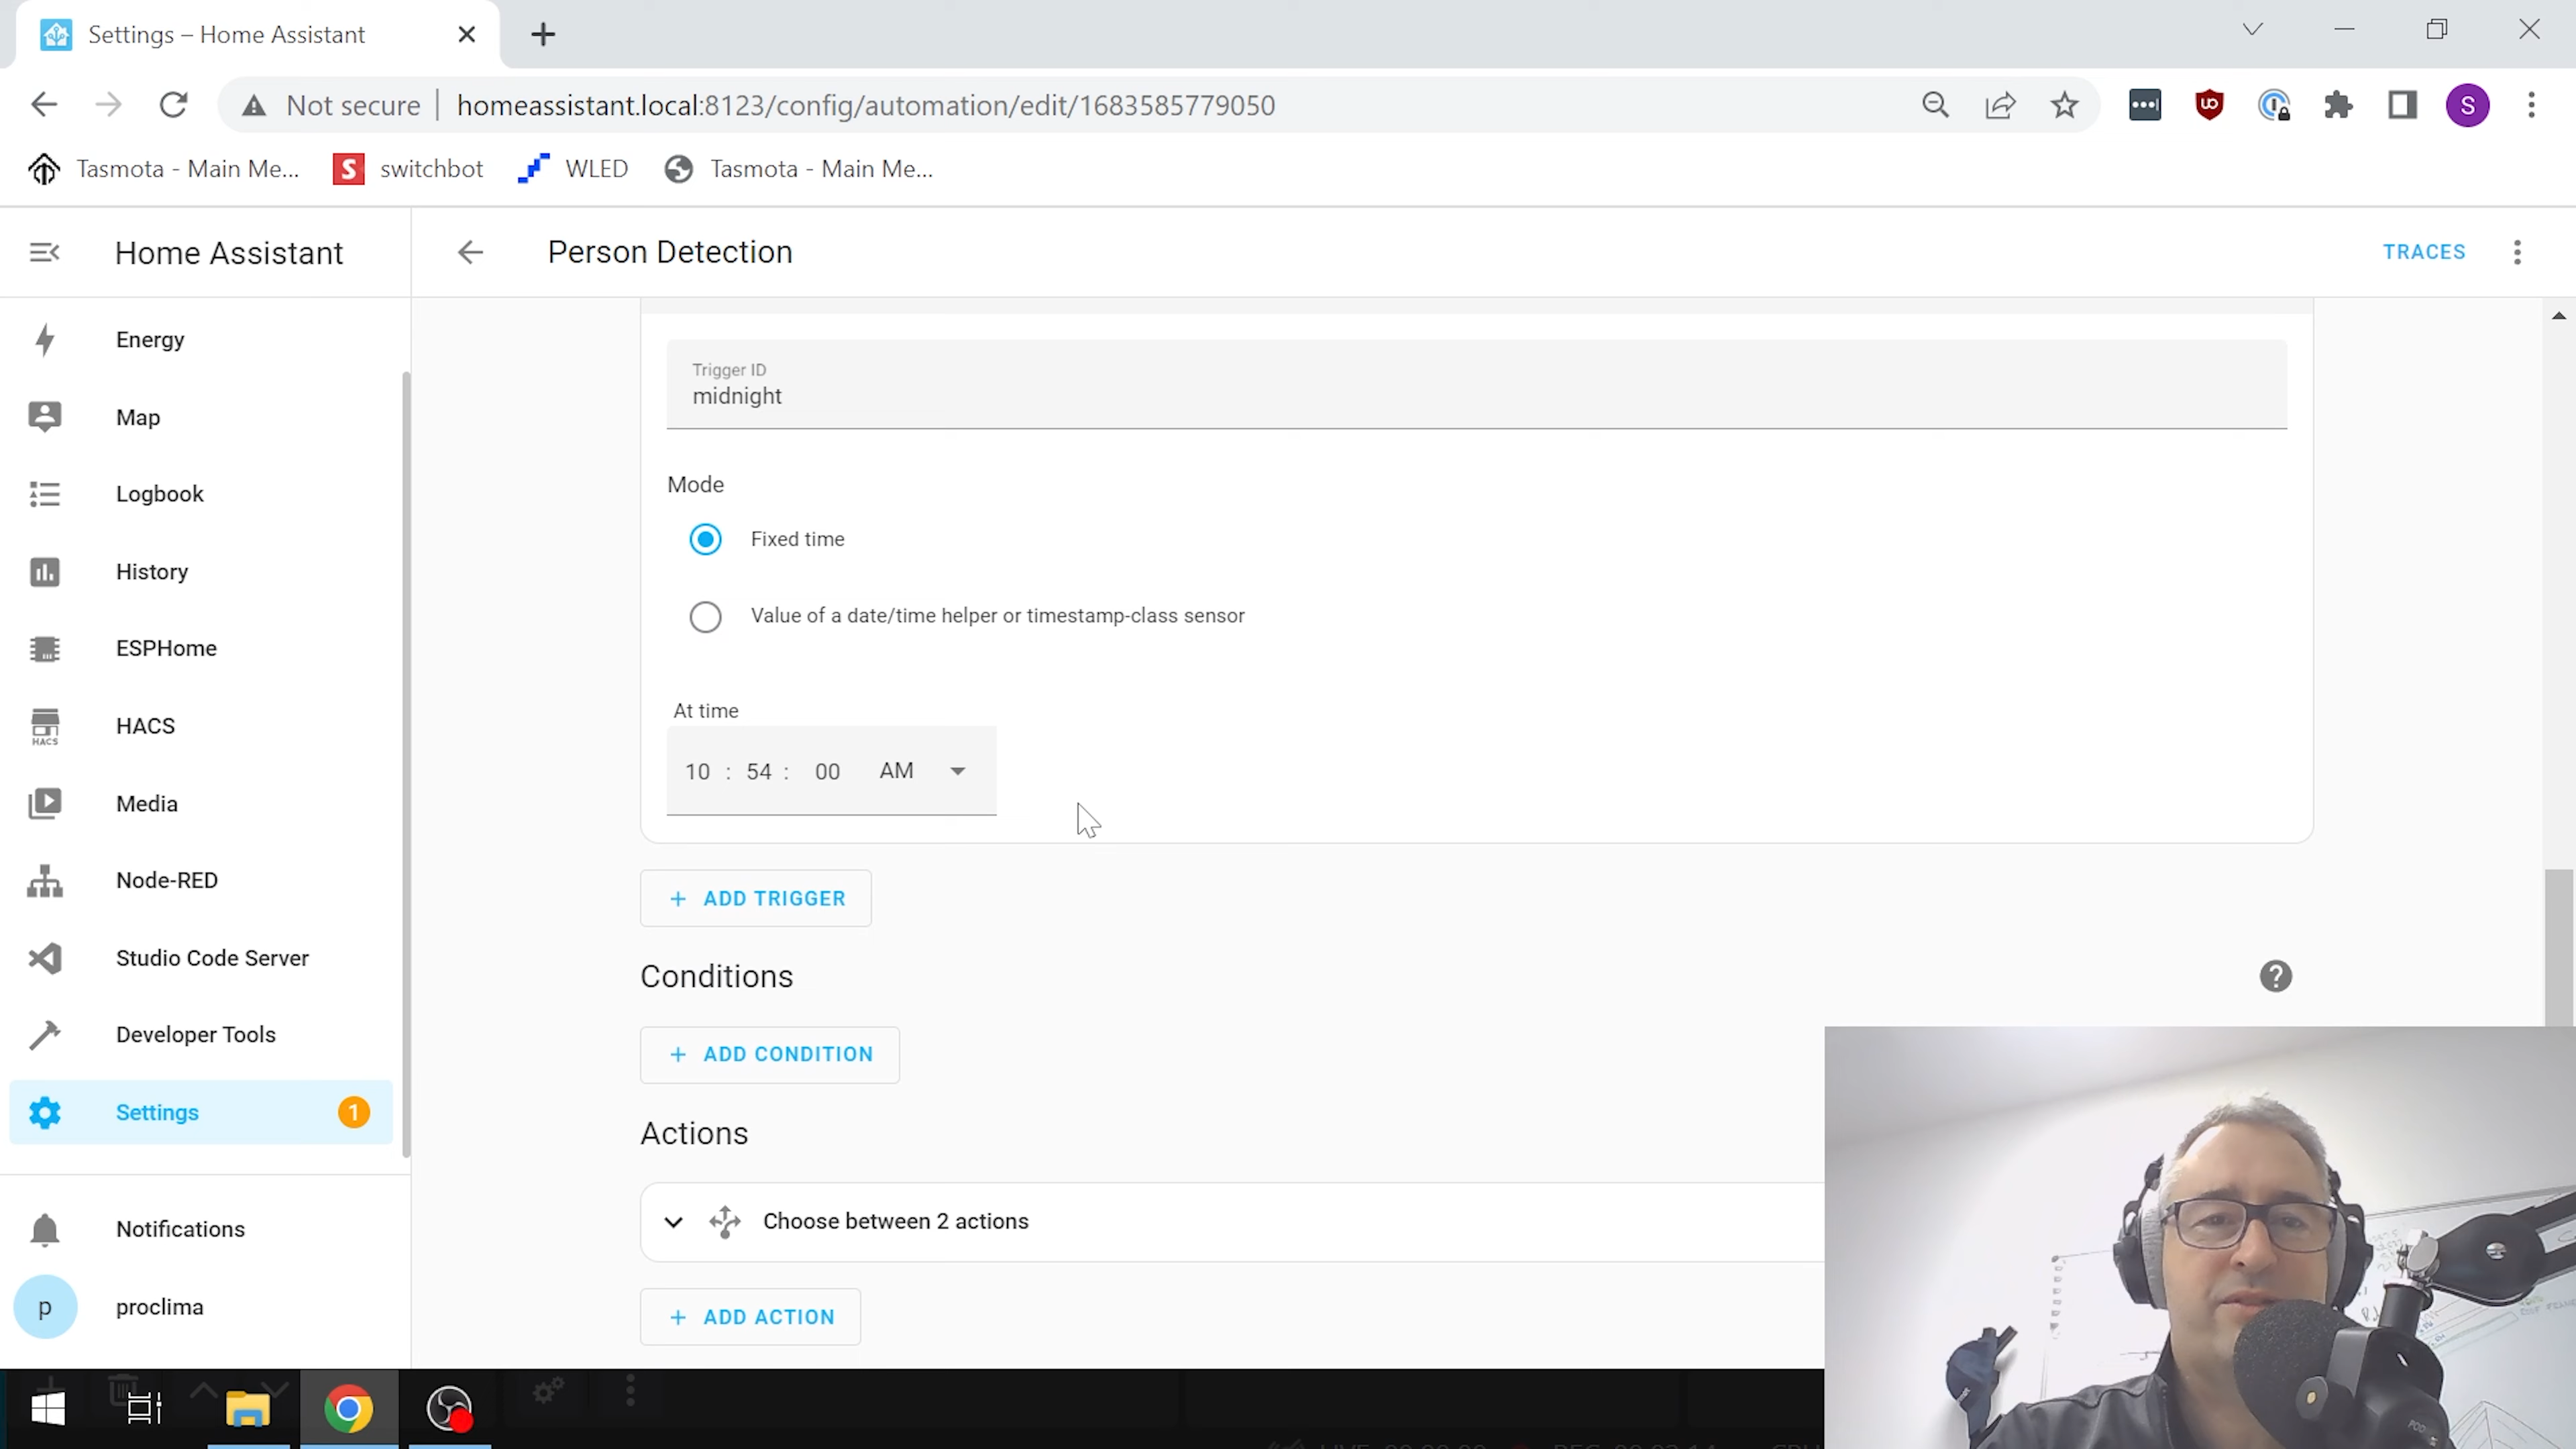 Settings – Home Assistant
Not secure
homeassistant.local:8123/config/automation/edit/1683585779050
S
Tasmota - Main Me...
switchbot
WLED
Tasmota - Main Me...
Home Assistant
Person Detection
TRACES
Energy
Map
Logbook
History
ESPHome
HACS
HACS
Media
Node-RED
Studio Code Server
Developer Tools
Settings
1
Notifications
p
proclima
Trigger ID
midnight
Mode
Fixed time
Value of a date/time helper or timestamp-class sensor
At time
10 : 54 : 00 AM
+ ADD TRIGGER
Conditions
+ ADD CONDITION
Actions
Choose between 2 actions
+ ADD ACTION